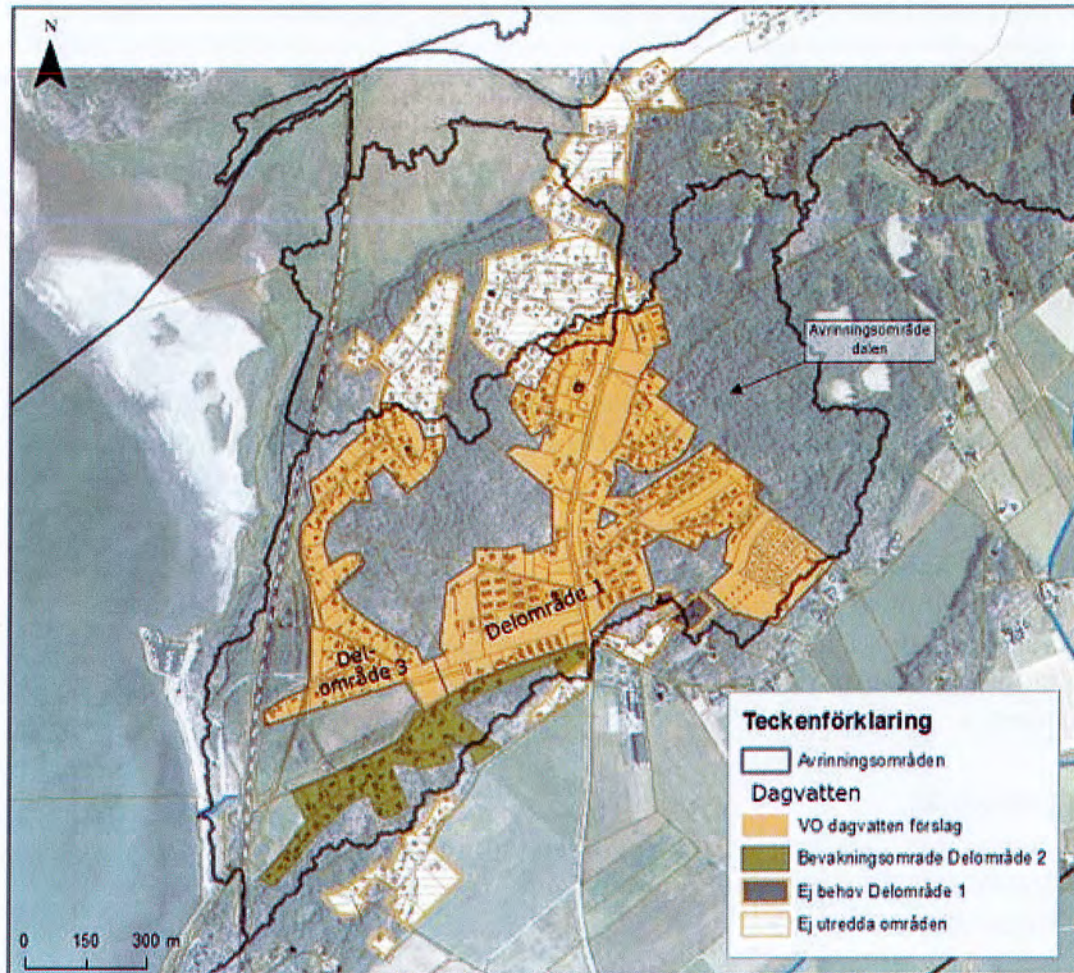 N
Avrinningsområde
dalen
Delområde 1
Del-
område 3
Teckenförklaring
Avrinningsområden
Dagvatten
VO dagvatten förslag
Bevakningsomrade Delområde 2
Ej behov Delområde 1
Ej utredda områden
0 150 300 m